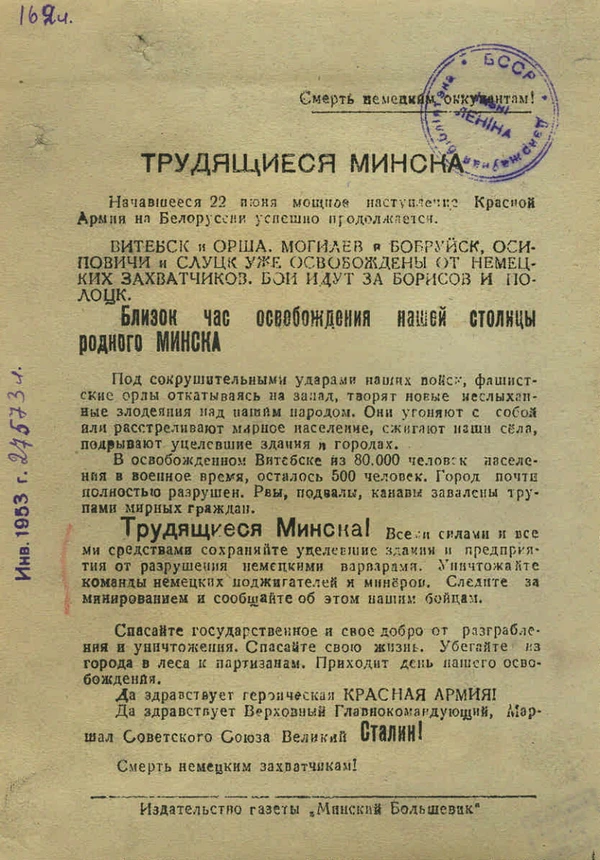 162 л.
Смерть немецким оккупантам!
БССР
Дзяржаўная бібліятэка
імені
ЛЕНІНА
ТРУДЯЩИЕСЯ МИНСКА
Начавшееся 22 июня мощное наступление Красной
Армии на Белоруссии успешно продолжается.
ВИТЕБСК и ОРША. МОГИЛЕВ и БОБРУЙСК, ОСИ-
ПОВИЧИ и СЛУЦК УЖЕ ОСВОБОЖДЕНЫ ОТ НЕМЕЦ-
КИХ ЗАХВАТЧИКОВ. БОИ ИДУТ ЗА БОРИСОВ И ПО-
ЛОЦК.
Близок час освобождения нашей столицы
родного МИНСКА
Под сокрушительными ударами наших войск, фашист-
ские орды откатываясь на запад, творят новые неслыхан-
ные злодеяния над нашим народом. Они угоняют с собой
или расстреливают мирное население, сжигают наши сёла,
подрывают уцелевшие здания в городах.
В освобожденном Витебске из 80.000 человек населе-
ния в военное время, осталось 500 человек. Город почти
полностью разрушен. Рвы, подвалы, канавы завалены тру-
пами мирных граждан.
Трудящиеся Минска! Всеми силами и все
ми средствами сохраняйте уцелевшие здания и предприя-
тия от разрушения немецкими варварами. Уничтожайте
команды немецких поджигателей и минёров. Следите за
минированием и сообщайте об этом нашим бойцам.
Спасайте государственное и свое добро от разграбле-
ния и уничтожения. Спасайте свою жизнь. Убегайте из
города в леса к партизанам. Приходит день нашего осво-
бождения.
Да здравствует героическая КРАСНАЯ АРМИЯ!
Да здравствует Верховный Главнокомандующий, Мар-
шал Советского Союза Великий Сталин!
Смерть немецким захватчикам!
Издательство газеты „Минский Большевик“
Инв. 1953 г.